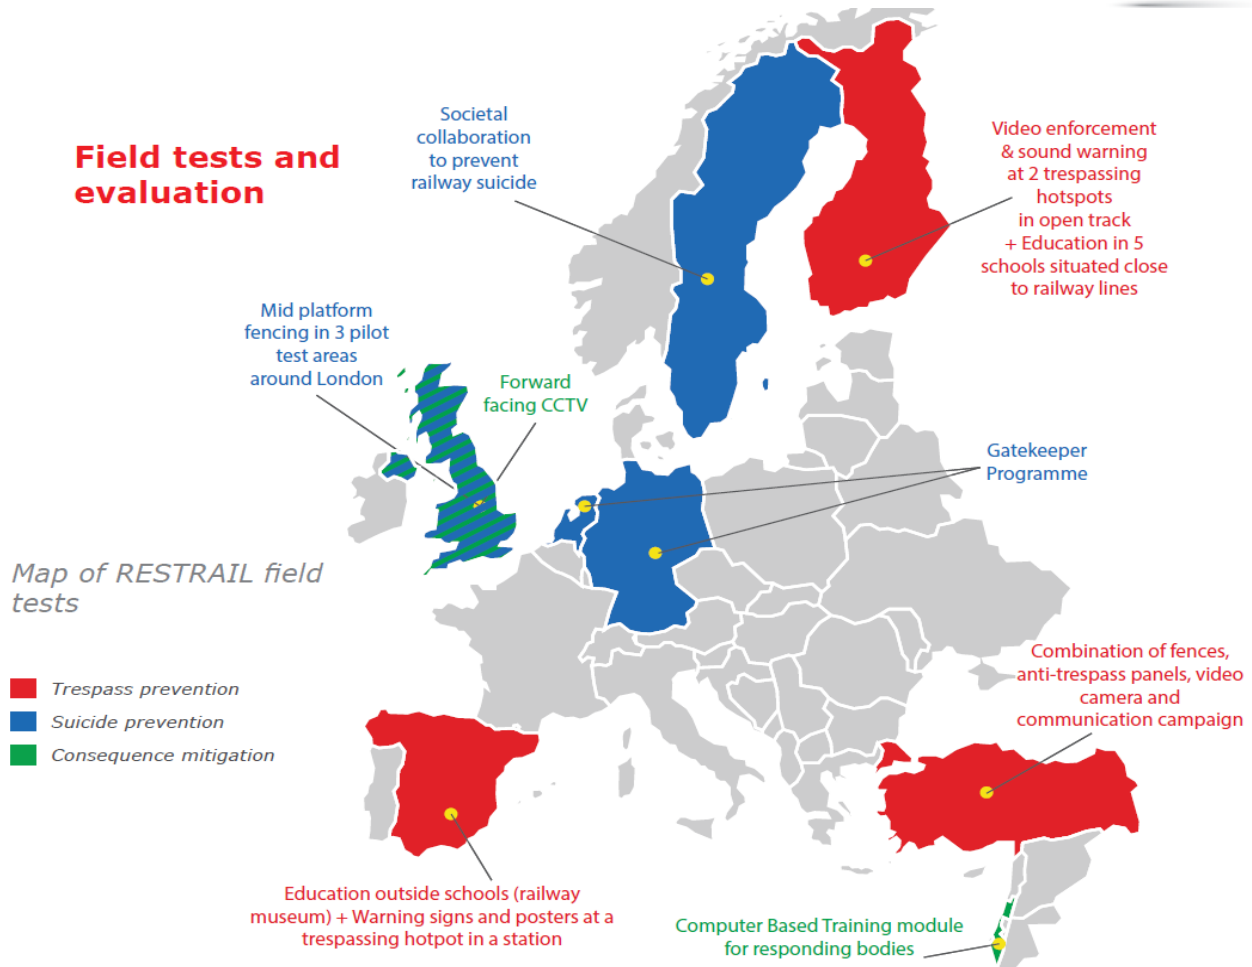 Field tests and
evaluation
Societal
collaboration
to prevent
railway suicide
Video enforcement
& sound warning
at 2 trespassing
hotspots
in open track
+ Education in 5
schools situated close
to railway lines
Mid platform
fencing in 3 pilot
test areas
around London
Forward
facing CCTV
Gatekeeper
Programme
Map of RESTRAIL field
tests
Trespass prevention
Suicide prevention
Consequence mitigation
Combination of fences,
anti-trespass panels, video
camera and
communication campaign
Education outside schools (railway
museum) + Warning signs and posters at a
trespassing hotpot in a station
Computer Based Training module
for responding bodies